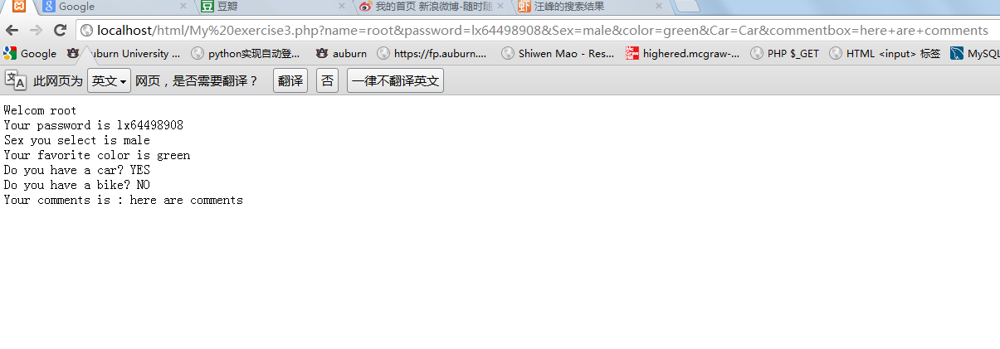 Google
豆瓣
我的首页 新浪微博-随时随
汪峰的搜索结果
localhost/html/My%20exercise3.php?name=root&password=lx64498908&Sex=male&color=green&Car=Car&commentbox=here+are+comments
Google uburn University ... python实现自动登... auburn https://fp.auburn.... Shiwen Mao - Res... highered.mcgraw-... PHP $_GET HTML <input> 标签 MySQL
此网页为 英文 网页，是否需要翻译？ 翻译 否 一律不翻译英文
Welcom root
Your password is lx64498908
Sex you select is male
Your favorite color is green
Do you have a car? YES
Do you have a bike? NO
Your comments is : here are comments